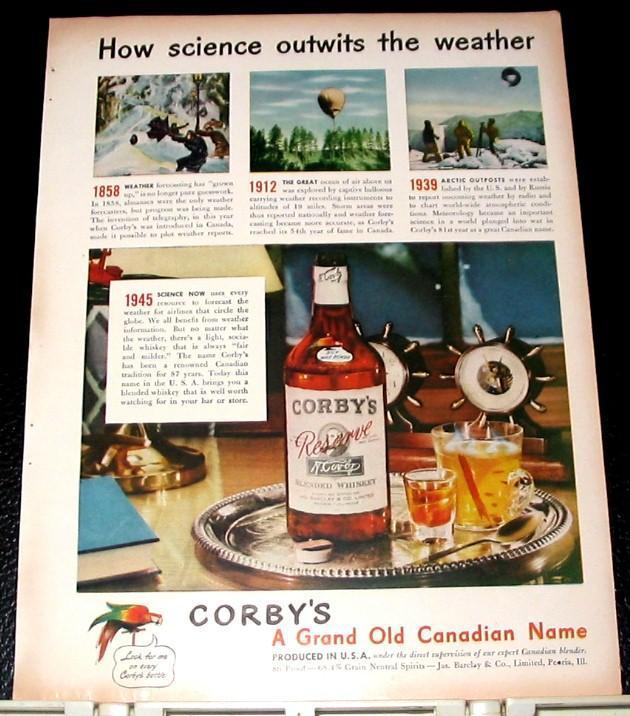 How science outwits the weather
1858 WEATHER forecasting has "grown
up," is no longer pure guesswork.
In 1858, almanacs were the only weather
forecasters, but progress was being made.
The invention of telegraphy, in this year
when Corby's was introduced in Canada,
made it possible to plot weather reports.
1912 THE GREAT ocean of air above us
was explored by captive balloons
carrying weather recording instruments to
altitudes of 19 miles. Storm areas were
thus reported nationally and weather fore-
casting became more accurate, as Corby's
reached its 54th year of fame in Canada.
1939 ARCTIC OUTPOSTS were estab-
lished by the U.S. and by Russia
to report oncoming weather by radio and
to chart world-wide atmospheric condi-
tions. Meteorology became an important
science in a world plunged into war in
Corby's 81st year as a great Canadian name.
1945 SCIENCE NOW uses every
resource to forecast the
weather for airlines that circle the
globe. We all benefit from weather
information. But no matter what
the weather, there's a light, socia-
ble whiskey that is always "fair
and milder." The name Corby's
has been a renowned Canadian
tradition for 87 years. Today this
name in the U. S. A. brings you a
blended whiskey that is well worth
watching for in your bar or store.
CORBY'S
Reserve
BLENDED WHISKEY
JAS. BARCLAY & CO. LIMITED
Look for me
on every
Corby's bottle
CORBY'S
A Grand Old Canadian Name
PRODUCED IN U.S.A. under the direct supervision of our expert Canadian blender.
86 Proof—68.4% Grain Neutral Spirits—Jas. Barclay & Co., Limited, Peoria, Ill.